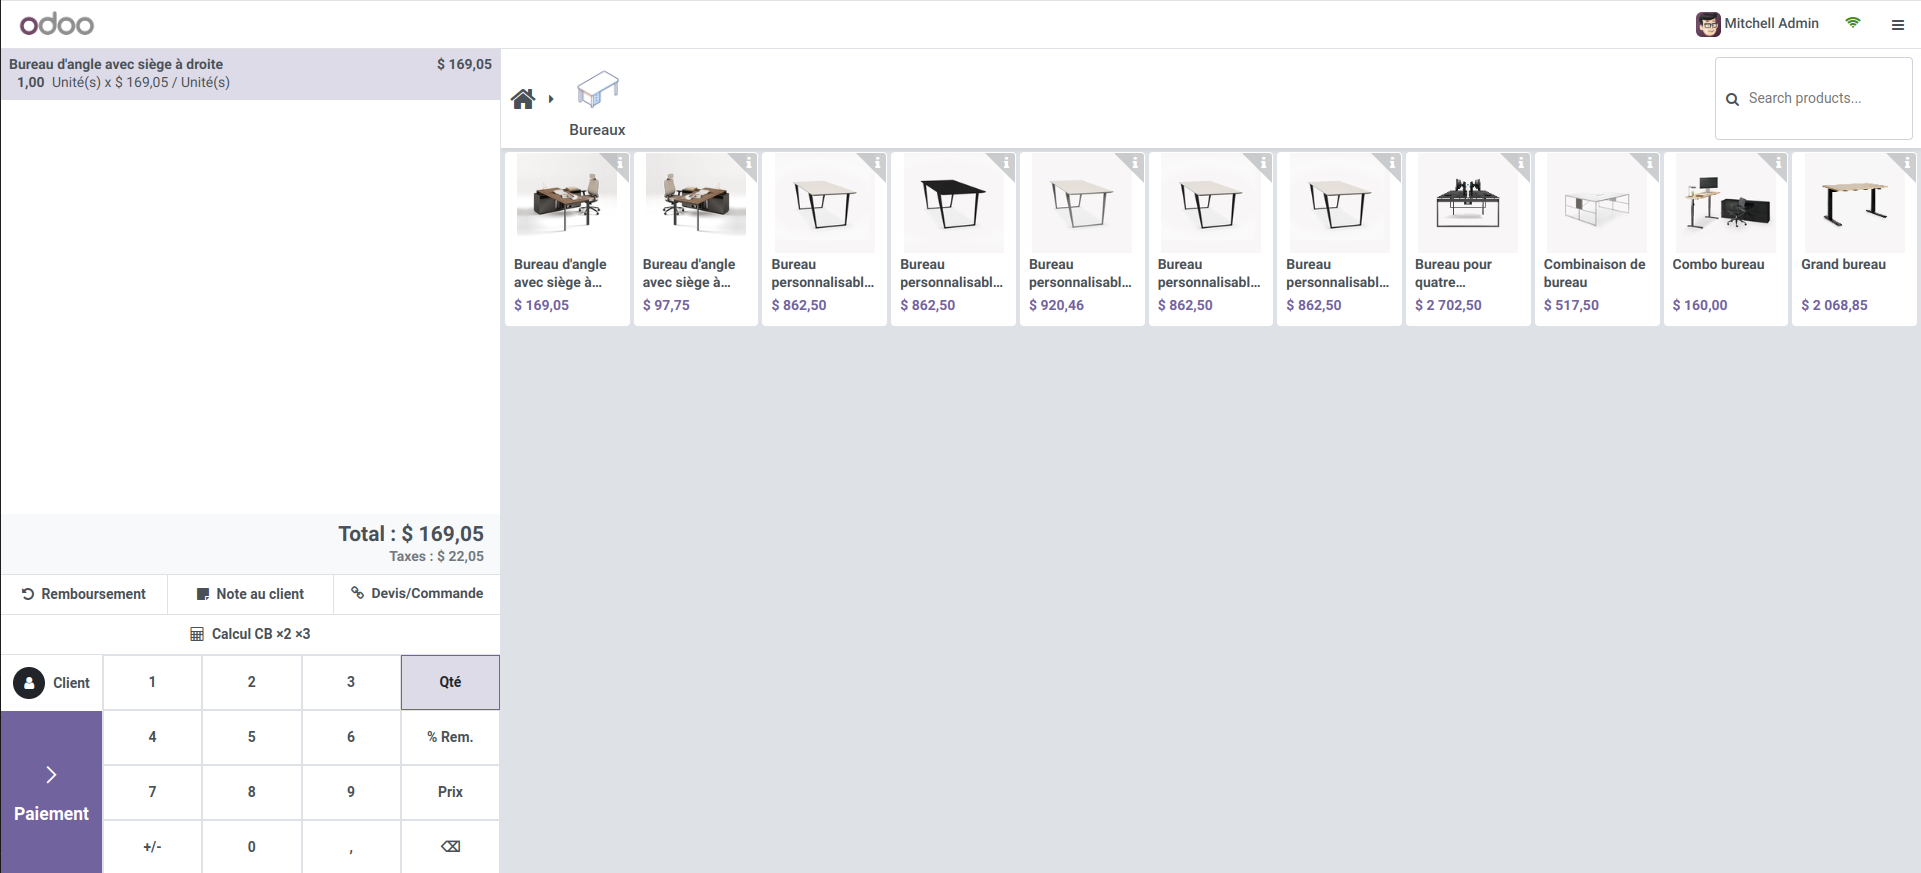 odoo
Mitchell Admin
Bureau d'angle avec siège à droite
$ 169,05
1,00 Unité(s) x $ 169,05 / Unité(s)
Bureaux
Search products...
Bureau d'angle
avec siège à...
$ 169,05
Bureau d'angle
avec siège à...
$ 97,75
Bureau
personnalisabl...
$ 862,50
Bureau
personnalisabl...
$ 862,50
Bureau
personnalisabl...
$ 920,46
Bureau
personnalisabl...
$ 862,50
Bureau
personnalisabl...
$ 862,50
Bureau pour
quatre...
$ 2 702,50
Combinaison de
bureau
$ 517,50
Combo bureau
$ 160,00
Grand bureau
$ 2 068,85
Total : $ 169,05
Taxes : $ 22,05
Remboursement
Note au client
Devis/Commande
Calcul CB ×2 ×3
Client
1
2
3
Qté
4
5
6
% Rem.
7
8
9
Prix
Paiement
+/-
0
,